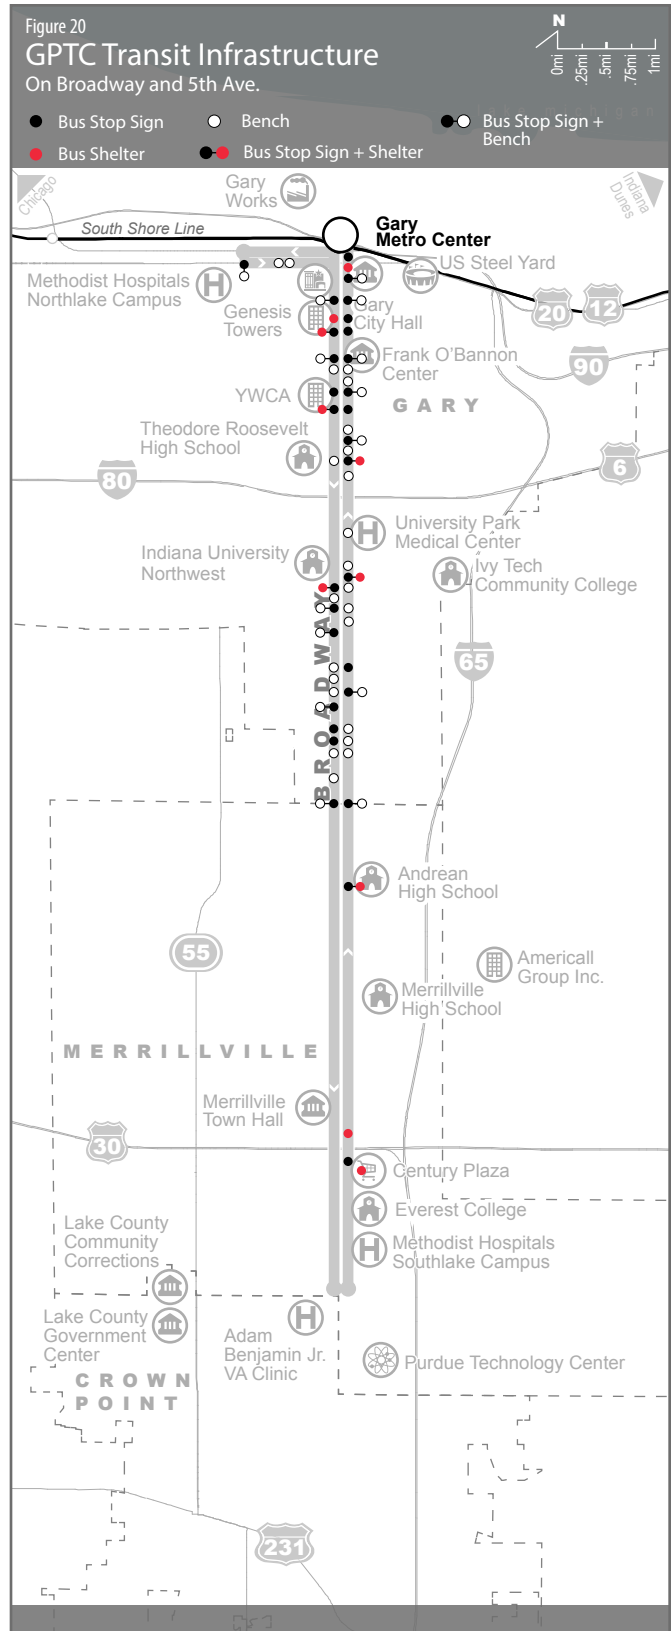 Figure 20
GPTC Transit Infrastructure
On Broadway and 5th Ave.
N
0mi
.25mi
.5mi
.75mi
1mi
lake michigan
Bus Stop Sign
Bench
Bus Stop Sign +
Bench
Bus Shelter
Bus Stop Sign + Shelter
Chicago
Gary
Works
Indiana
Dunes
South Shore Line
Gary
Metro Center
US Steel Yard
Methodist Hospitals
Northlake Campus
H
Genesis
Towers
Gary
City Hall
20
12
Frank O'Bannon
Center
90
YWCA
GARY
Theodore Roosevelt
High School
80
6
University Park
Medical Center
H
Indiana University
Northwest
Ivy Tech
Community College
BROADWAY
65
Andrean
High School
55
Americall
Group Inc.
Merrillville
High School
MERRILLVILLE
Merrillville
Town Hall
30
Century Plaza
Everest College
Lake County
Community
Corrections
H
Methodist Hospitals
Southlake Campus
Lake County
Government
Center
H
Adam
Benjamin Jr.
VA Clinic
Purdue Technology Center
CROWN
POINT
231